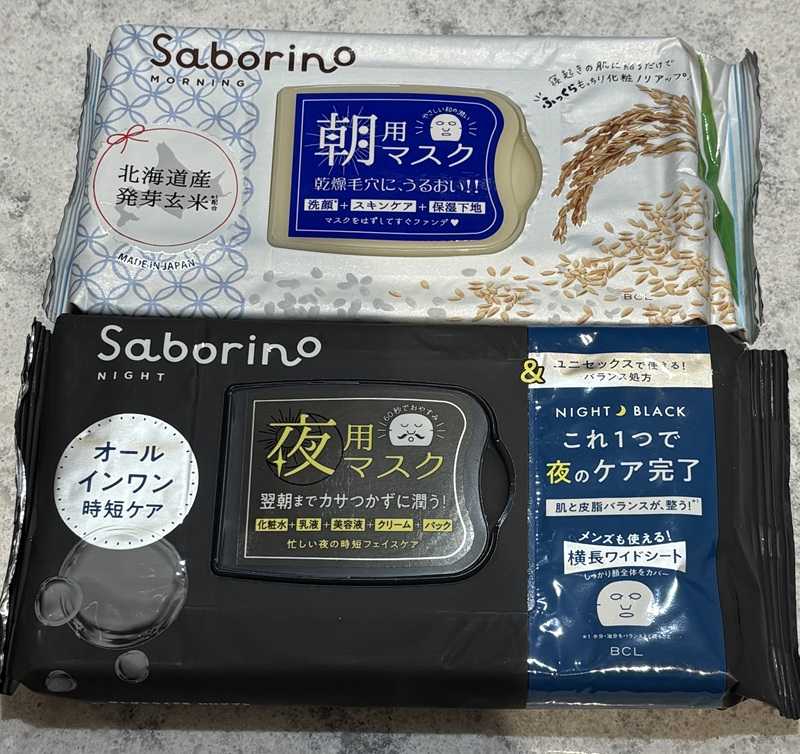 Saborino
MORNING
寝起きの肌に貼るだけで
ふっくらもっちり化粧ノリアップ
北海道産
発芽玄米
配合
MADE IN JAPAN
やさしい和の潤い
朝用
マスク
乾燥毛穴に、うるおい!!
洗顔+スキンケア+保湿下地
マスクをはずしてすぐファンデ♥
BCL
Saborino
NIGHT
オール
インワン
時短ケア
60秒でおやすみ
夜用
マスク
翌朝までカサつかずに潤う!
化粧水+乳液+美容液+クリーム+パック
忙しい夜の時短フェイスケア
&
ユニセックスで使える!
バランス処方
NIGHT BLACK
これ1つで
夜のケア完了
肌と皮脂バランスが、整う!*1
メンズも使える!
横長ワイドシート
しっかり顔全体をカバー
BCL